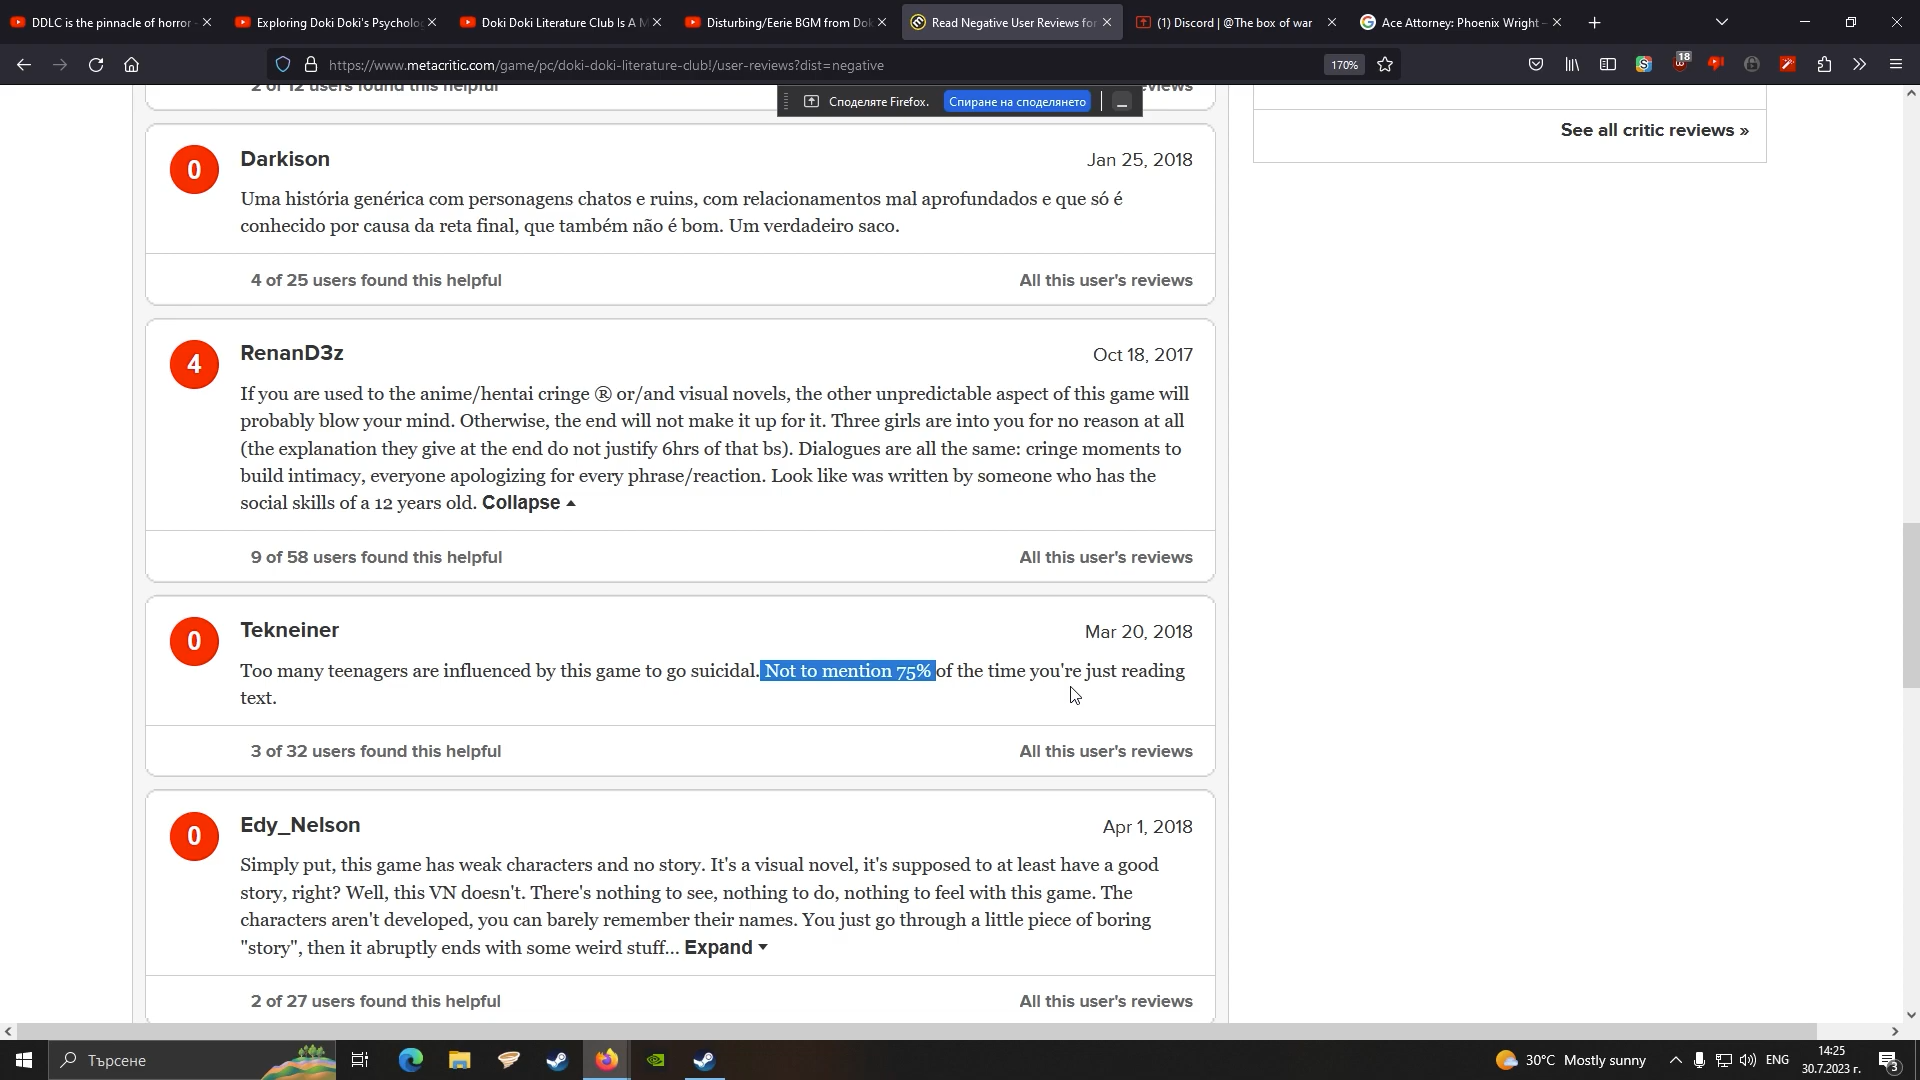 DDLC is the pinnacle of horror -
Exploring Doki Doki's Psycholog
Doki Doki Literature Club Is A M
Disturbing/Eerie BGM from Dok
Read Negative User Reviews for
(1) Discord | @The box of war
Ace Attorney: Phoenix Wright -
https://www.metacritic.com/game/pc/doki-doki-literature-club!/user-reviews?dist=negative
170%
18
Споделяте Firefox.
Спиране на споделянето
2 of 12 users found this helpful
See all critic reviews »
0
Darkison
Jan 25, 2018
Uma história genérica com personagens chatos e ruins, com relacionamentos mal aprofundados e que só é
conhecido por causa da reta final, que também não é bom. Um verdadeiro saco.
4 of 25 users found this helpful
All this user's reviews
4
RenanD3z
Oct 18, 2017
If you are used to the anime/hentai cringe ® or/and visual novels, the other unpredictable aspect of this game will
probably blow your mind. Otherwise, the end will not make it up for it. Three girls are into you for no reason at all
(the explanation they give at the end do not justify 6hrs of that bs). Dialogues are all the same: cringe moments to
build intimacy, everyone apologizing for every phrase/reaction. Look like was written by someone who has the
social skills of a 12 years old. Collapse
9 of 58 users found this helpful
All this user's reviews
0
Tekneiner
Mar 20, 2018
Too many teenagers are influenced by this game to go suicidal. Not to mention 75% of the time you're just reading
text.
3 of 32 users found this helpful
All this user's reviews
0
Edy_Nelson
Apr 1, 2018
Simply put, this game has weak characters and no story. It's a visual novel, it's supposed to at least have a good
story, right? Well, this VN doesn't. There's nothing to see, nothing to do, nothing to feel with this game. The
characters aren't developed, you can barely remember their names. You just go through a little piece of boring
"story", then it abruptly ends with some weird stuff... Expand
2 of 27 users found this helpful
All this user's reviews
Търсене
30°C Mostly sunny
ENG
14:25
30.7.2023 г.
3